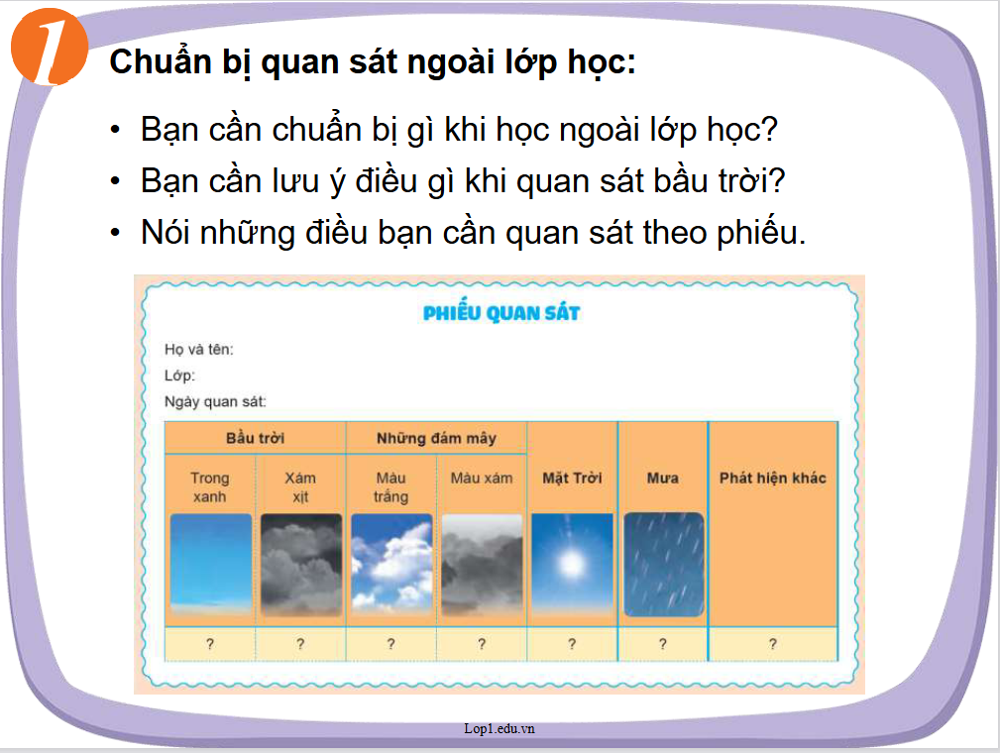 1
Chuẩn bị quan sát ngoài lớp học:
• Bạn cần chuẩn bị gì khi học ngoài lớp học?
• Bạn cần lưu ý điều gì khi quan sát bầu trời?
• Nói những điều bạn cần quan sát theo phiếu.
PHIẾU QUAN SÁT
Họ và tên:
Lớp:
Ngày quan sát:
Bầu trời Những đám mây
Trong xanh Xám xịt Màu trắng Màu xám Mặt Trời Mưa Phát hiện khác
? ? ? ? ? ? ?
Lop1.edu.vn